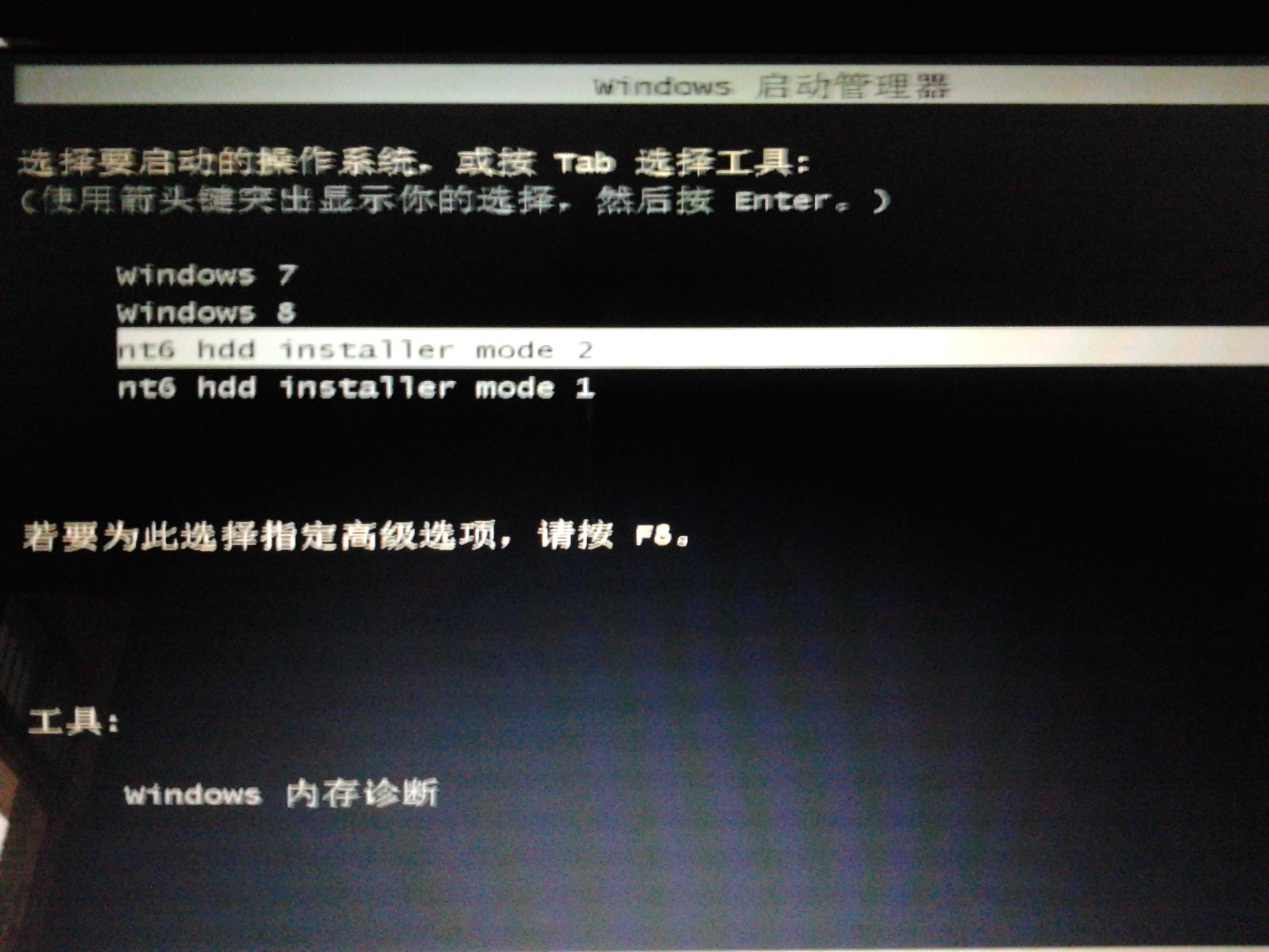 Windows 启动管理器
选择要启动的操作系统，或按 Tab 选择工具:
(使用箭头键突出显示你的选择，然后按 Enter。)
Windows 7
Windows 8
nt6 hdd installer mode 2
nt6 hdd installer mode 1
若要为此选择指定高级选项，请按 F8。
工具:
Windows 内存诊断